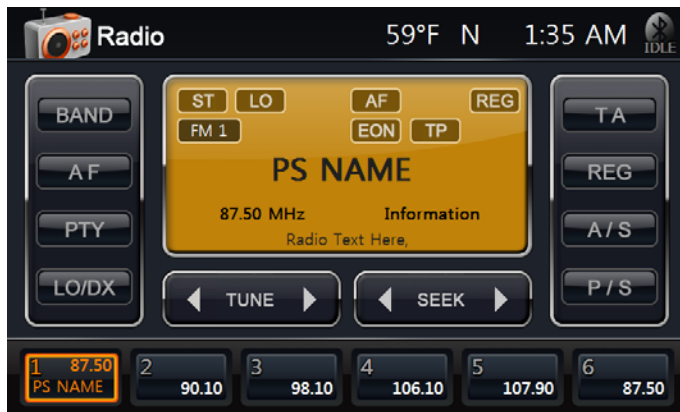 Radio 59°F N 1:35 AM IDLE
BAND
AF
PTY
LO/DX
ST LO AF REG
FM 1 EON TP
PS NAME
87.50 MHz Information
Radio Text Here,
TUNE SEEK
TA
REG
A/S
P/S
1 87.50
PS NAME
2 90.10
3 98.10
4 106.10
5 107.90
6 87.50